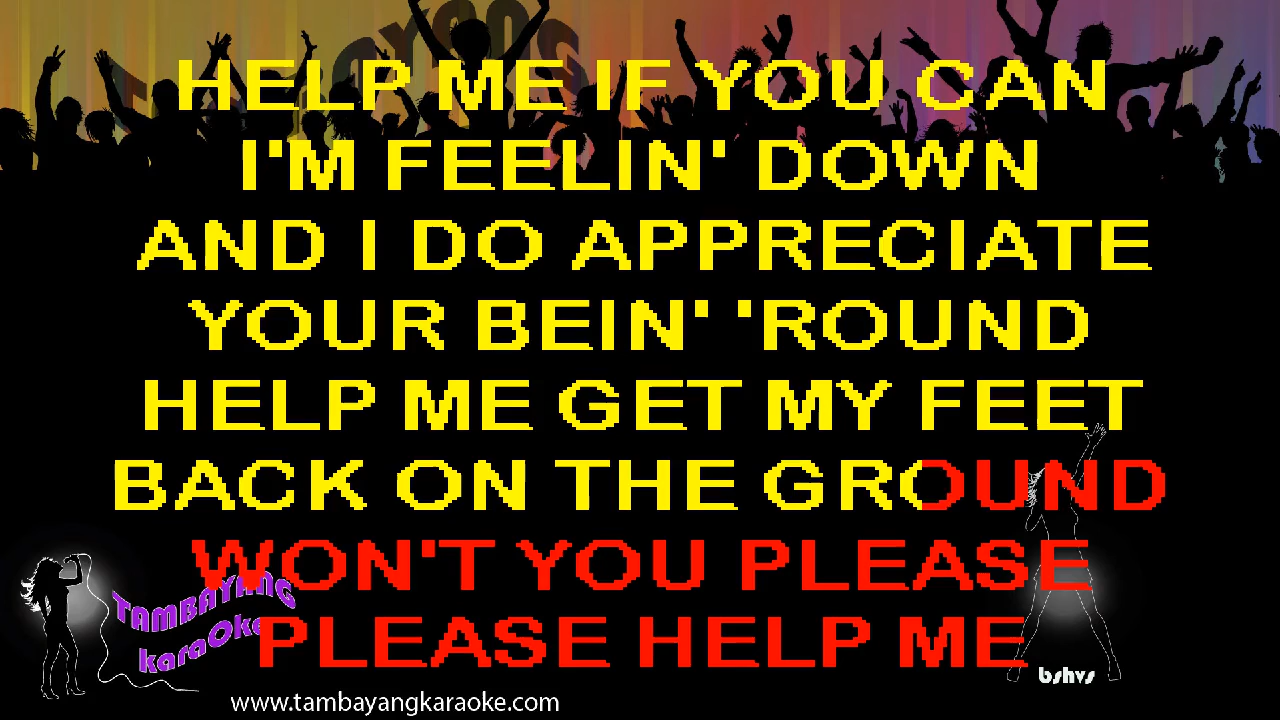 HELP ME IF YOU CAN
I'M FEELIN' DOWN
AND I DO APPRECIATE
YOUR BEIN' 'ROUND
HELP ME GET MY FEET
BACK ON THE GROUND
WON'T YOU PLEASE
PLEASE HELP ME
TAMBAYANG
karaOke
bshvs
www.tambayangkaraoke.com